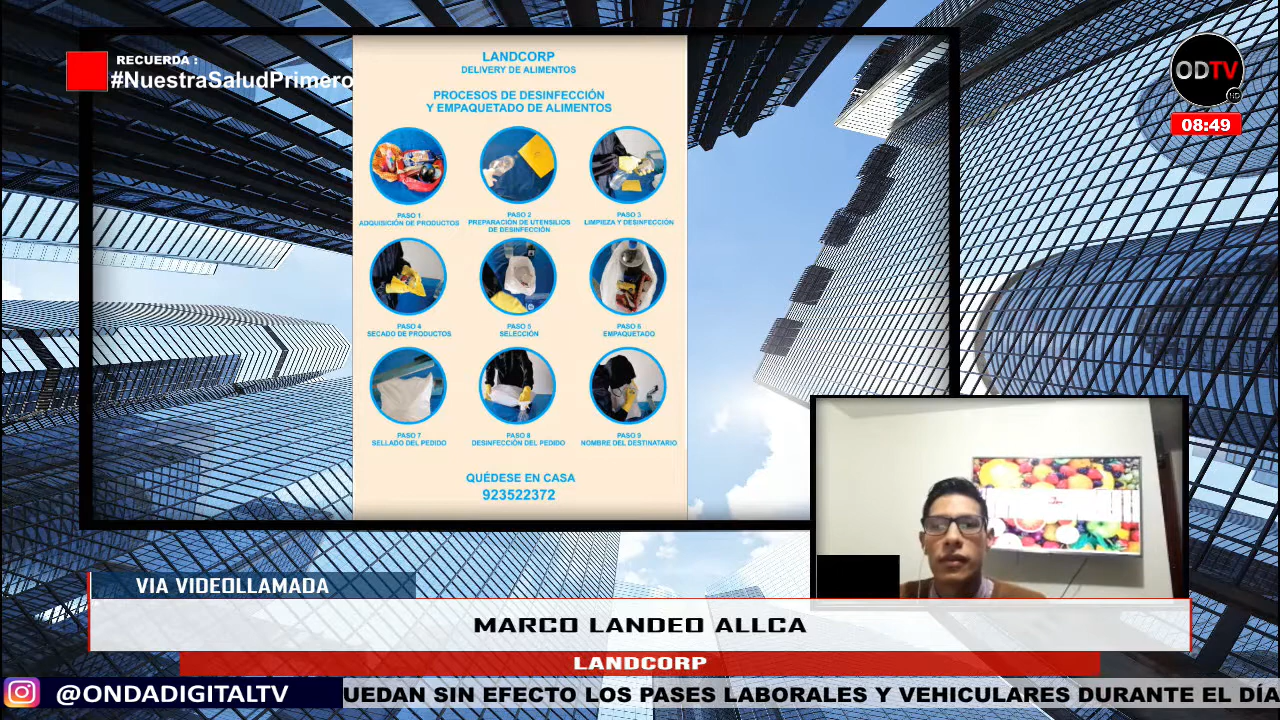 RECUERDA :
#NuestraSaludPrimero
LANDCORP
DELIVERY DE ALIMENTOS
PROCESOS DE DESINFECCIÓN
Y EMPAQUETADO DE ALIMENTOS
PASO 1
ADQUISICIÓN DE PRODUCTOS
PASO 2
PREPARACIÓN DE UTENSILIOS
DE DESINFECCIÓN
PASO 3
LIMPIEZA Y DESINFECCIÓN
PASO 4
SECADO DE PRODUCTOS
PASO 5
SELECCIÓN
PASO 6
EMPAQUETADO
PASO 7
SELLADO DEL PEDIDO
PASO 8
DESINFECCIÓN DEL PEDIDO
PASO 9
NOMBRE DEL DESTINATARIO
QUÉDESE EN CASA
923522372
ODTV
HD
08:49
VIA VIDEOLLAMADA
MARCO LANDEO ALLCA
LANDCORP
@ONDADIGITALTV
UEDAN SIN EFECTO LOS PASES LABORALES Y VEHICULARES DURANTE EL DÍA